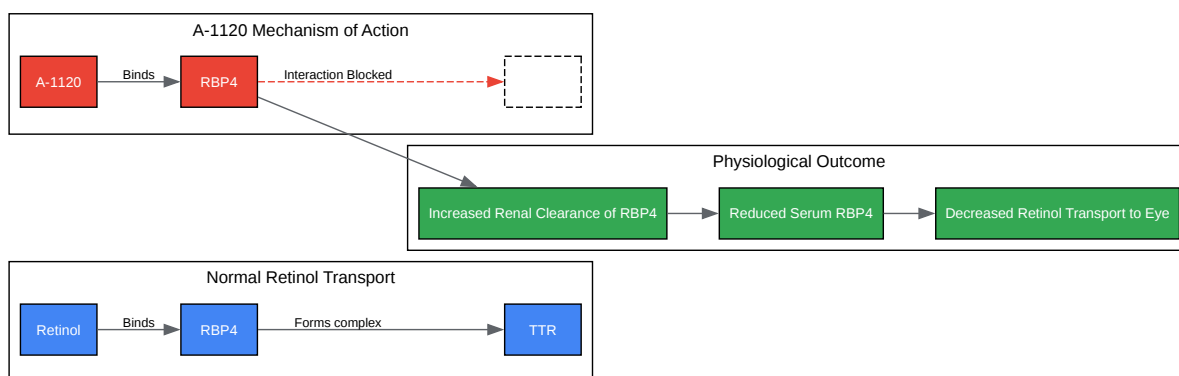 A-1120 Mechanism of Action
A-1120
Binds
RBP4
Interaction Blocked
Physiological Outcome
Increased Renal Clearance of RBP4
Reduced Serum RBP4
Decreased Retinol Transport to Eye
Normal Retinol Transport
Retinol
Binds
RBP4
Forms complex
TTR